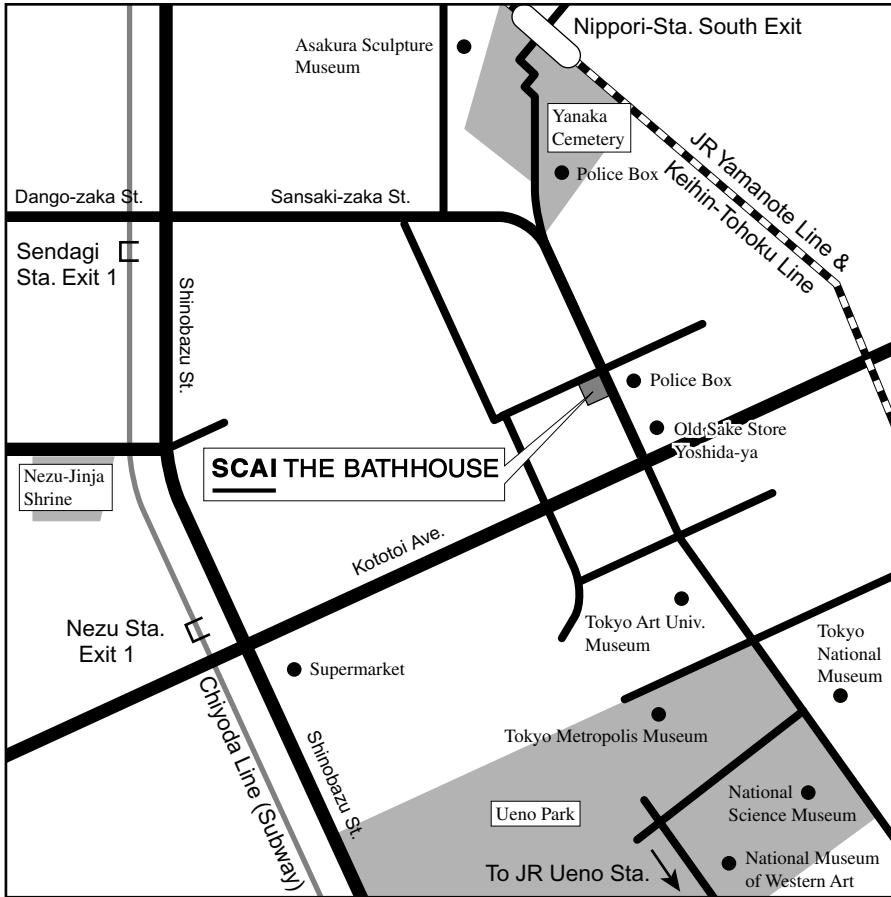 Nippori-Sta. South Exit
Asakura Sculpture
Museum
Yanaka
Cemetery
Police Box
JR Yamanote Line &
Keihin-Tohoku Line
Dango-zaka St.
Sansaki-zaka St.
Sendagi
Sta. Exit 1
Shinobazu St.
Police Box
Old Sake Store
Yoshida-ya
SCAI THE BATHHOUSE
Nezu-Jinja
Shrine
Kototoi Ave.
Nezu Sta.
Exit 1
Tokyo Art Univ.
Museum
Tokyo
National
Museum
Supermarket
Chiyoda Line (Subway)
Shinobazu St.
Tokyo Metropolis Museum
Ueno Park
National
Science Museum
To JR Ueno Sta.
National Museum
of Western Art